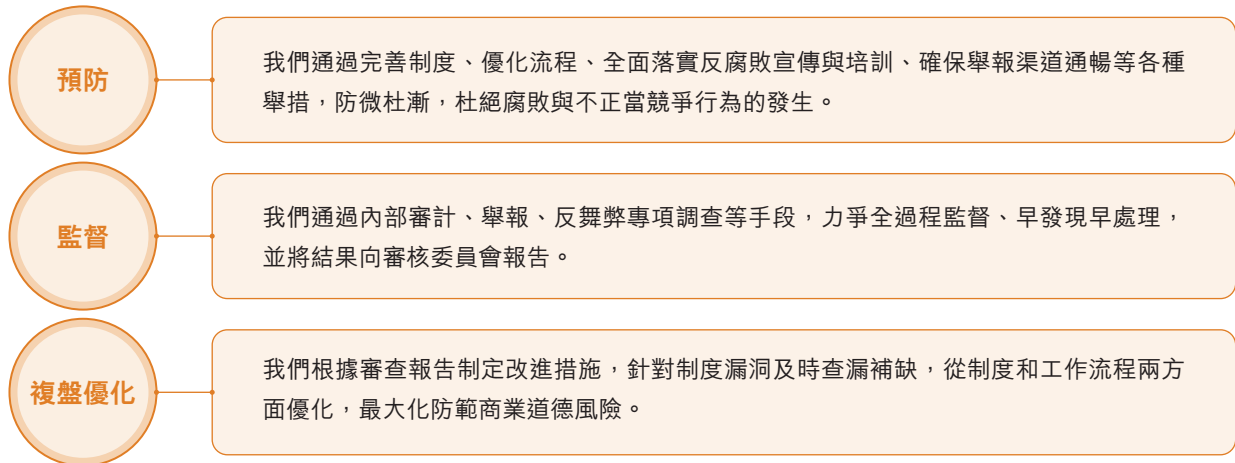 預防
我們通過完善制度、優化流程、全面落實反腐敗宣傳與培訓、確保舉報渠道通暢等各種
舉措，防微杜漸，杜絕腐敗與不正當競爭行為的發生。
監督
我們通過內部審計、舉報、反舞弊專項調查等手段，力爭全過程監督、早發現早處理，
並將結果向審核委員會報告。
複盤優化
我們根據審查報告制定改進措施，針對制度漏洞及時查漏補缺，從制度和工作流程兩方
面優化，最大化防範商業道德風險。